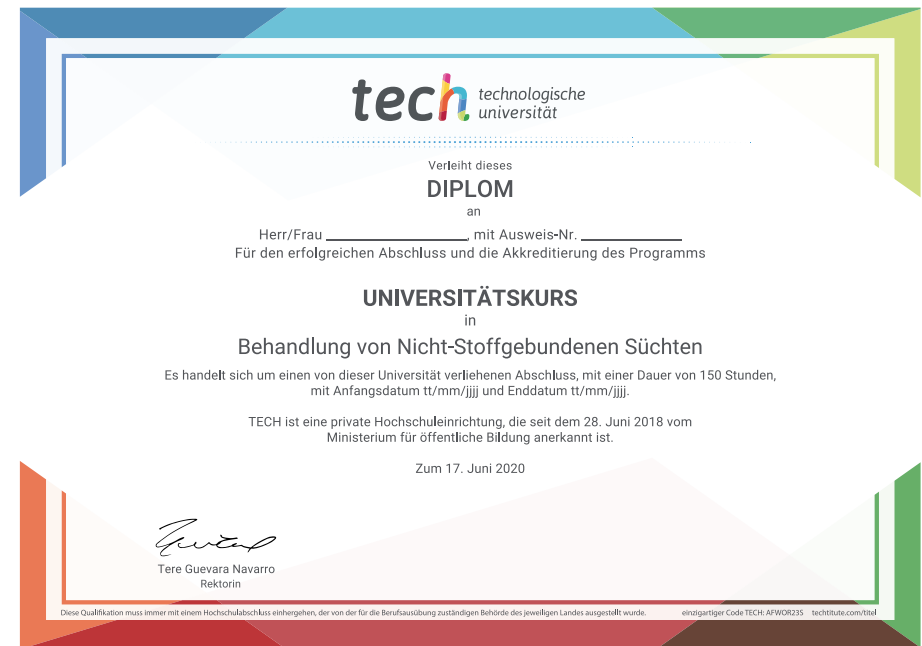 tech technologische
universität
Verleiht dieses
DIPLOM
an
Herr/Frau ____________, mit Ausweis-Nr. ____________
Für den erfolgreichen Abschluss und die Akkreditierung des Programms
UNIVERSITÄTSKURS
in
Behandlung von Nicht-Stoffgebundenen Süchten
Es handelt sich um einen von dieser Universität verliehenen Abschluss, mit einer Dauer von 150 Stunden,
mit Anfangsdatum tt/mm/jjjj und Enddatum tt/mm/jjjj.
TECH ist eine private Hochschuleinrichtung, die seit dem 28. Juni 2018 vom
Ministerium für öffentliche Bildung anerkannt ist.
Zum 17. Juni 2020
Tere Guevara Navarro
Rektorin
Diese Qualifikation muss immer mit einem Hochschulabschluss einhergehen, der von der für die Berufsausübung zuständigen Behörde des jeweiligen Landes ausgestellt wurde. einzigartiger Code TECH: AFWOR23S techtitute.com/titel